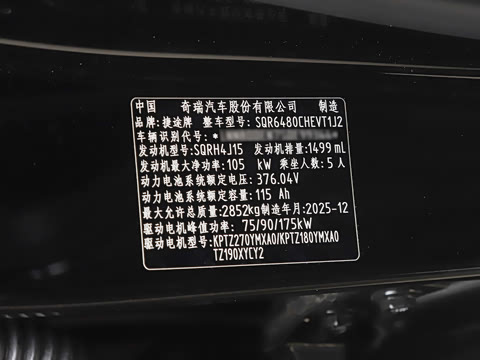 中国 奇瑞汽车股份有限公司 制造
品牌:捷途牌 整车型号:SQR6480CHEVT1J2
车辆识别代号:*
发动机型号:SQRH4J15 发动机排量:1499 mL
发动机最大净功率:105 kW 乘坐人数:5 人
动力电池系统额定电压:376.04V
动力电池系统额定容量:115 Ah
最大允许总质量:2852kg制造年月:2025-12
驱动电机峰值功率:75/90/175kW
驱动电机型号:KPTZ270YMXA0/KPTZ180YMXA0
TZ190XYCY2